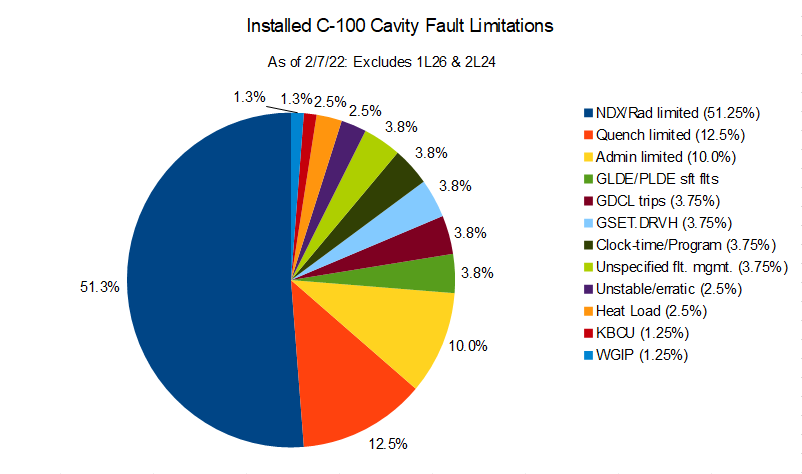 Installed C-100 Cavity Fault Limitations
As of 2/7/22: Excludes 1L26 & 2L24
1.3%
1.3%
2.5%
2.5%
3.8%
3.8%
3.8%
3.8%
3.8%
10.0%
12.5%
51.3%
NDX/Rad limited (51.25%)
Quench limited (12.5%)
Admin limited (10.0%)
GLDE/PLDE sft flts
GDCL trips (3.75%)
GSET.DRVH (3.75%)
Clock-time/Program (3.75%)
Unspecified flt. mgmt. (3.75%)
Unstable/erratic (2.5%)
Heat Load (2.5%)
KBCU (1.25%)
WGIP (1.25%)